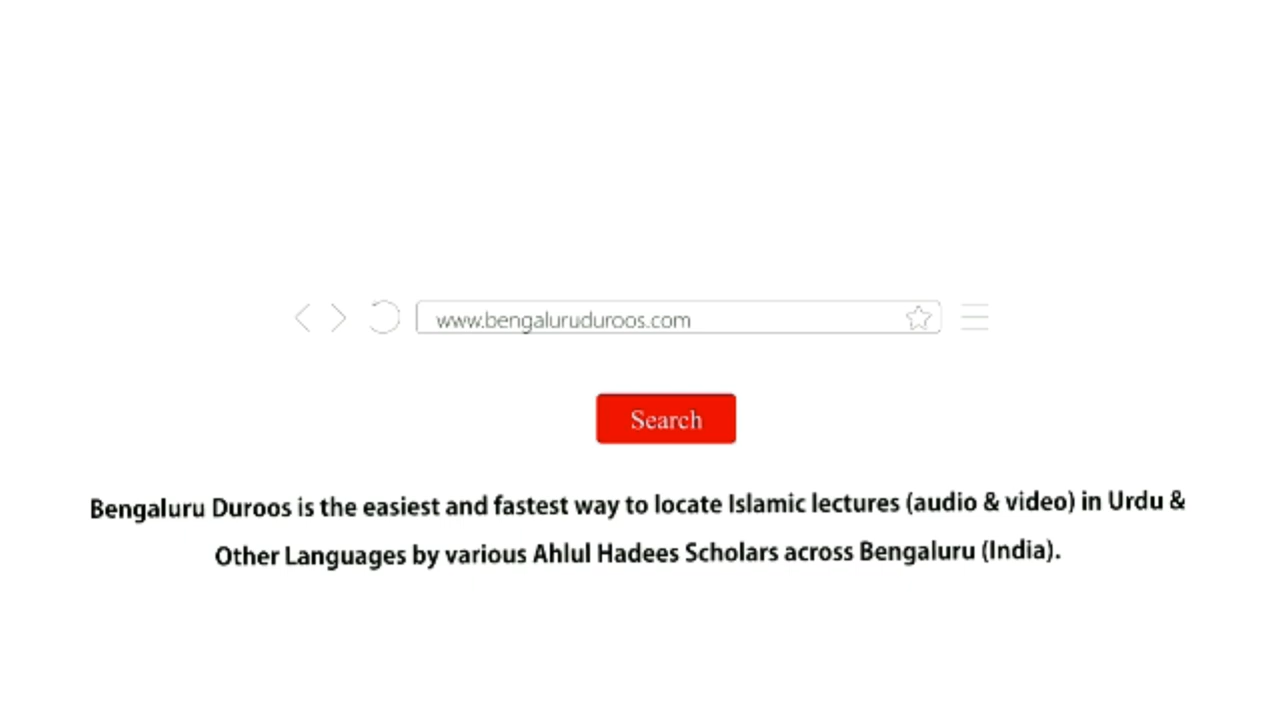 www.bengaluruduroos.com
Search
Bengaluru Duroos is the easiest and fastest way to locate Islamic lectures (audio & video) in Urdu &
Other Languages by various Ahlul Hadees Scholars across Bengaluru (India).